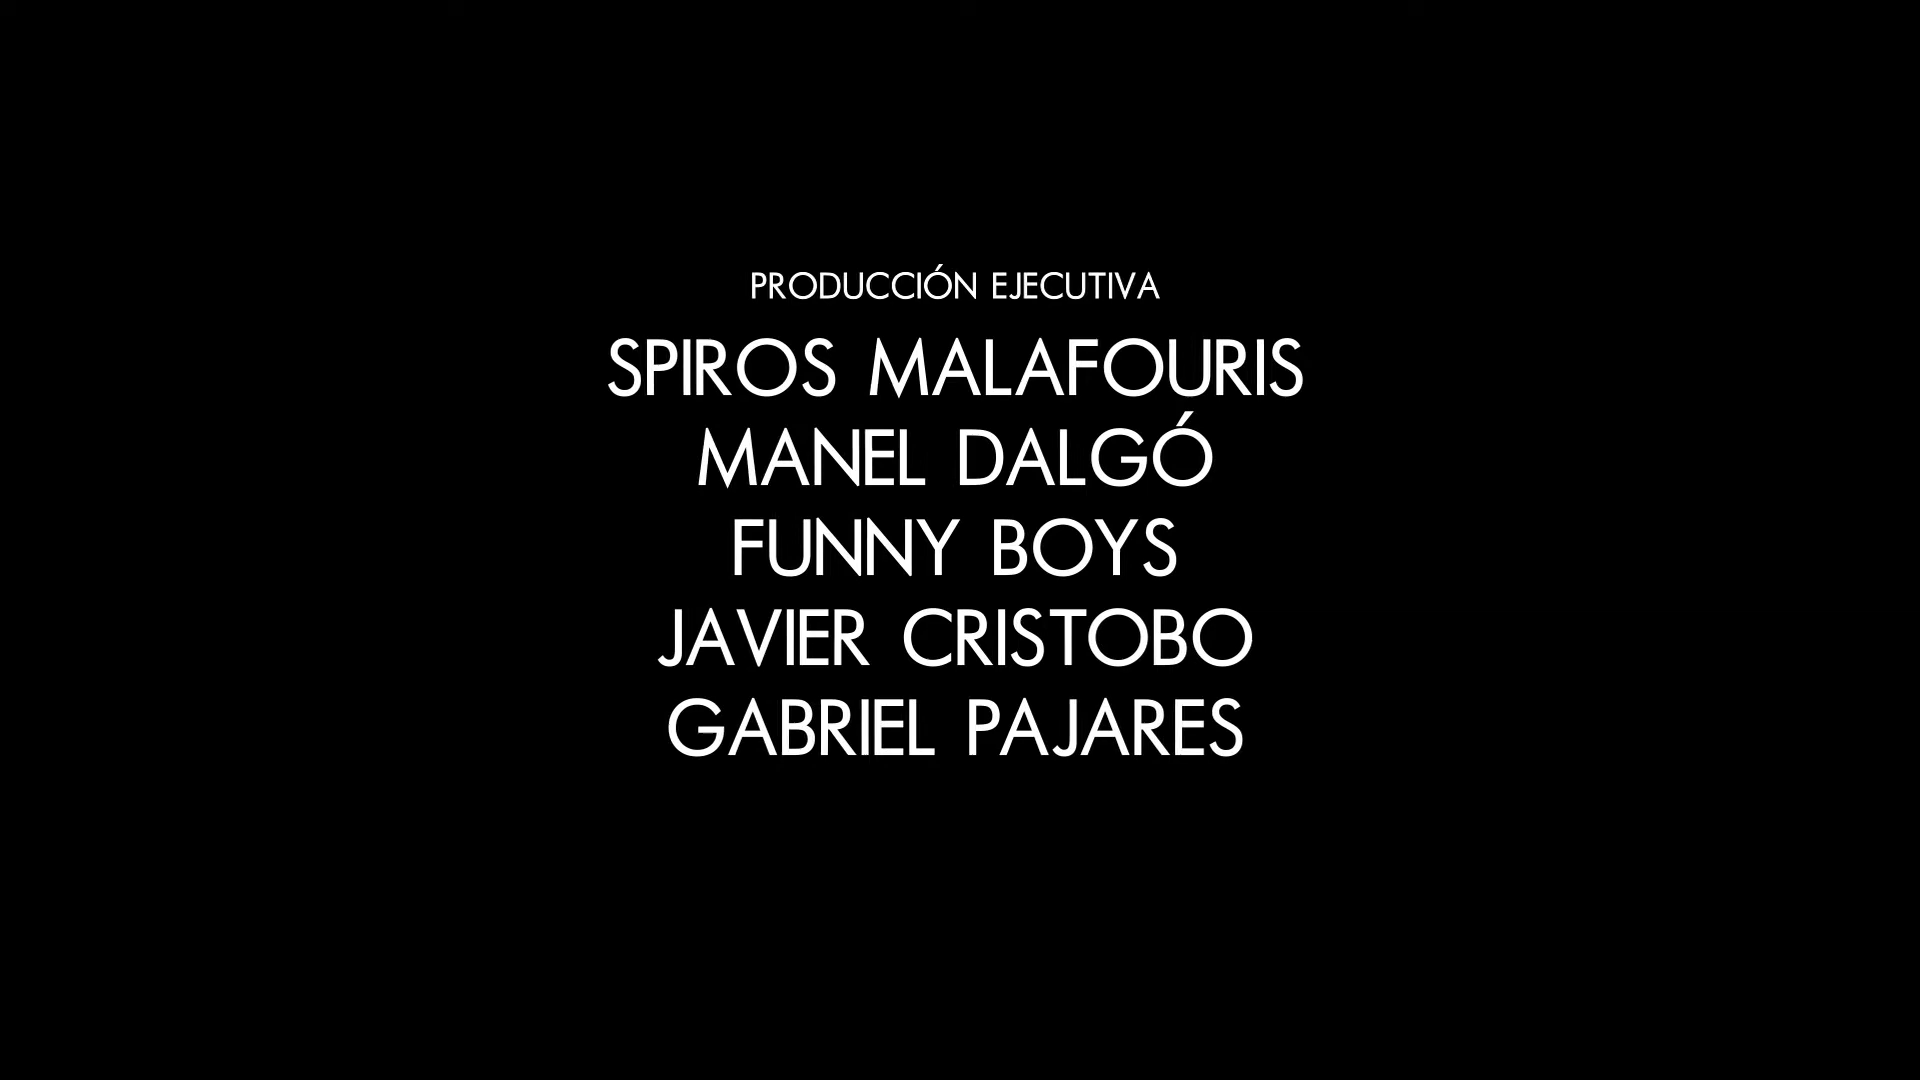 PRODUCCIÓN EJECUTIVA
SPIROS MALAFOURIS
MANEL DALGÓ
FUNNY BOYS
JAVIER CRISTOBO
GABRIEL PAJARES